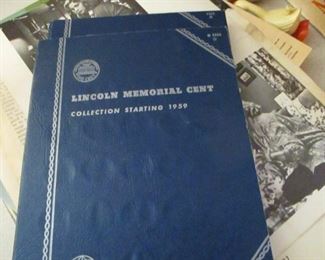 LINCOLN MEMORIAL CENT
COLLECTION STARTING 1959